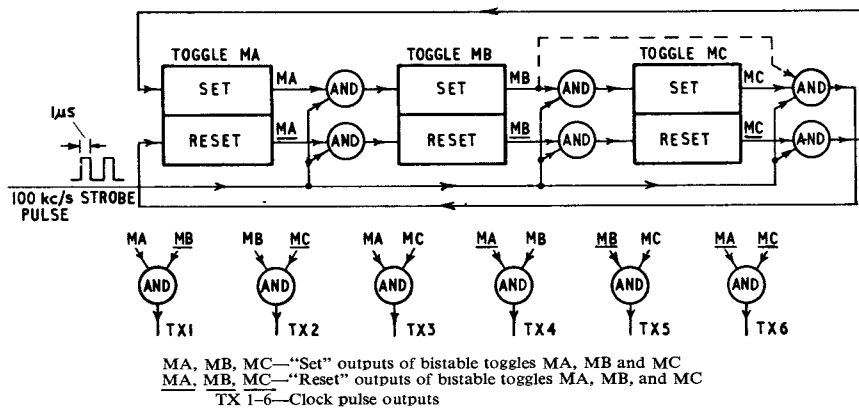 TOGGLE MA TOGGLE MB TOGGLE MC
SET MA AND SET MB AND SET MC AND
1μs
RESET MA AND RESET MB AND RESET MC AND
100 kc/s STROBE
PULSE
MA MB MB MC MA MC MA MB MB MC MA MC
AND AND AND AND AND AND
TX1 TX2 TX3 TX4 TX5 TX6
MA, MB, MC—"Set" outputs of bistable toggles MA, MB and MC
MA, MB, MC—"Reset" outputs of bistable toggles MA, MB, and MC
TX 1–6—Clock pulse outputs